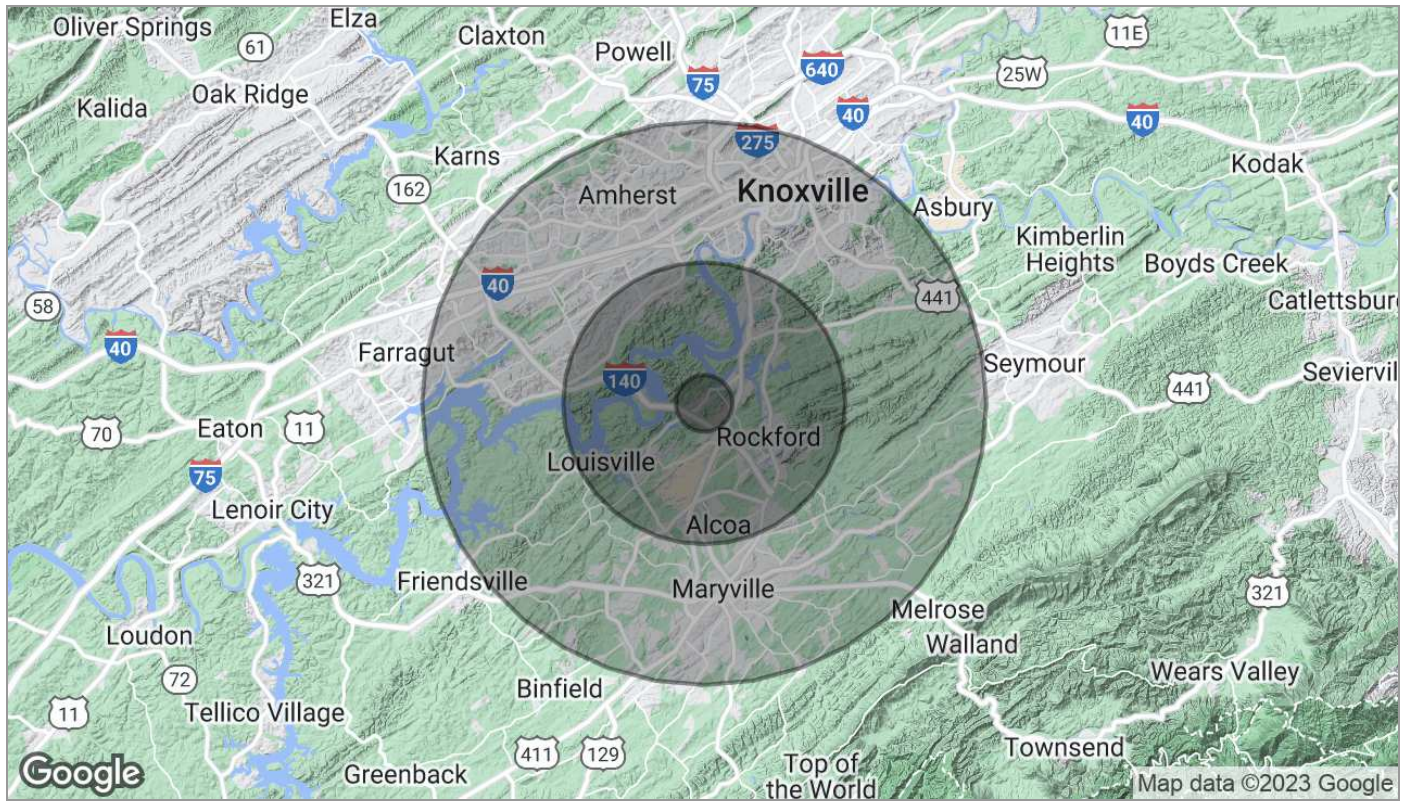 Oliver Springs
Elza
61
Claxton
Powell
11E
75
640
25W
Kalida
Oak Ridge
40
40
275
Karns
Kodak
162
Amherst
Knoxville
Asbury
Kimberlin
Heights
Boyds Creek
40
441
58
Catlettsburg
40
Farragut
140
Seymour
Seviervil
441
70
Eaton
11
Rockford
Louisville
75
Lenoir City
Alcoa
321
Friendsville
Maryville
321
Melrose
Loudon
Walland
72
Wears Valley
Binfield
11
Tellico Village
411
129
Townsend
Greenback
Top of
the World
Google
Map data ©2023 Google